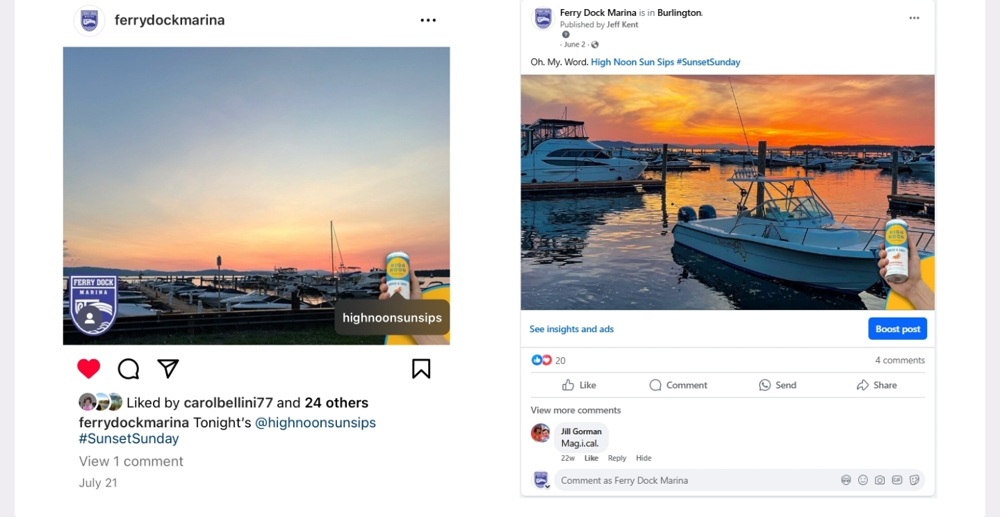 ferrydockmarina
FERRY DOCK
MARINA
HIGH
NOON
highnoonsunsips
Liked by carolbellini77 and 24 others
ferrydockmarina Tonight's @highnoonsunsips
#SunsetSunday
View 1 comment
July 21
Ferry Dock Marina is in Burlington.
Published by Jeff Kent
· June 2 ·
Oh. My. Word. High Noon Sun Sips #SunsetSunday
HIGH
NOON
See insights and ads
Boost post
20
4 comments
Like
Comment
Send
Share
View more comments
Jill Gorman
Mag.i.cal.
22w Like Reply Hide
Comment as Ferry Dock Marina
GIF